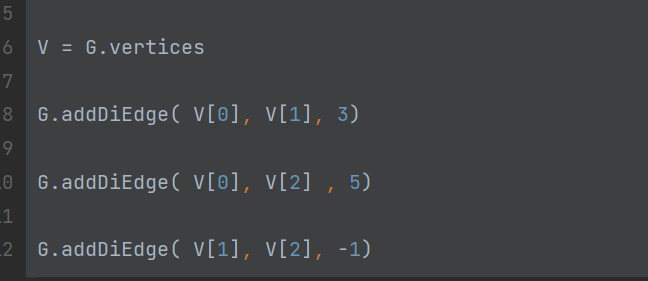 5
6 V = G.vertices
7
8 G.addDiEdge( V[0], V[1], 3)
9
10 G.addDiEdge( V[0], V[2] , 5)
11
12 G.addDiEdge( V[1], V[2], -1)